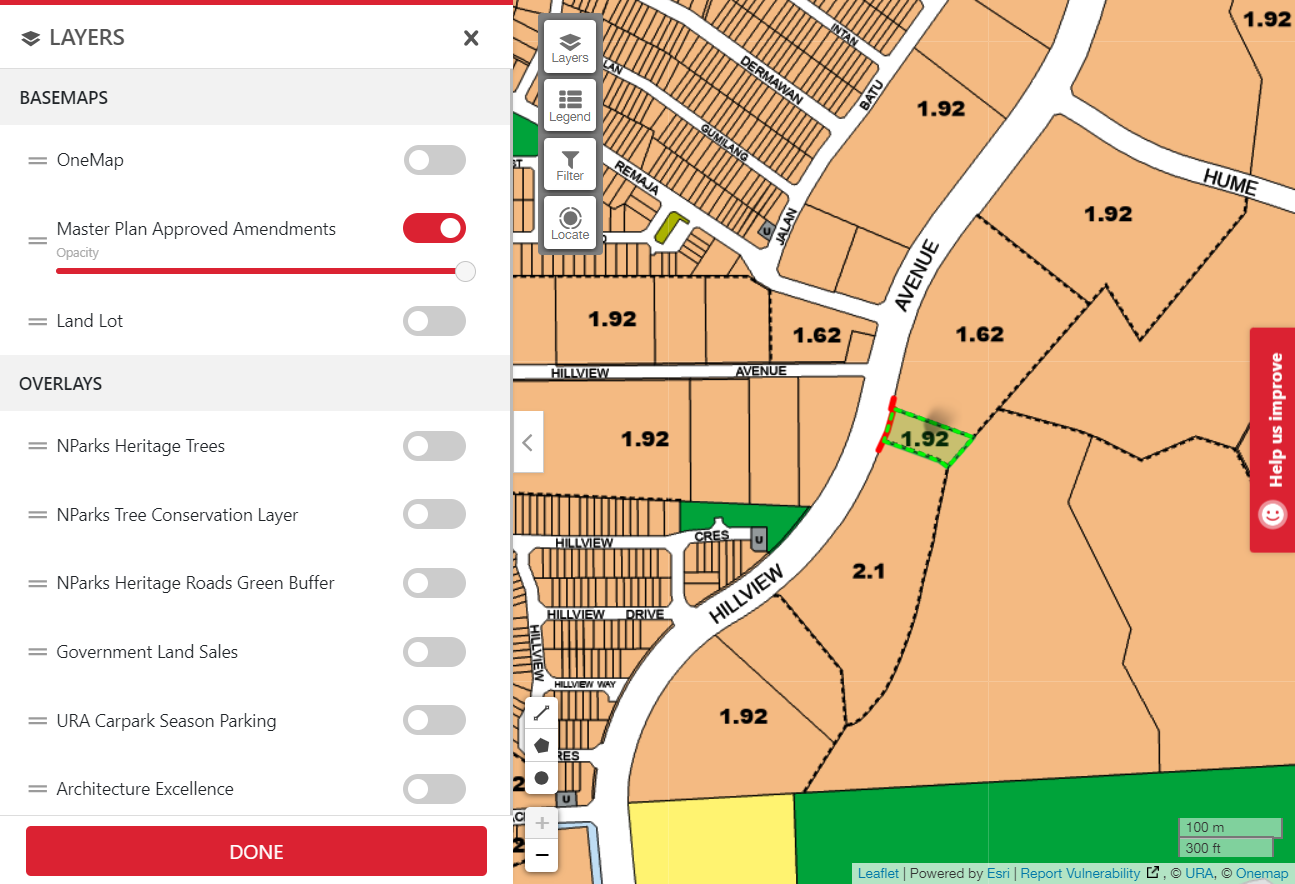 LAYERS
BASEMAPS
OneMap
Master Plan Approved Amendments
Opacity
Land Lot
OVERLAYS
NParks Heritage Trees
NParks Tree Conservation Layer
NParks Heritage Roads Green Buffer
Government Land Sales
URA Carpark Season Parking
Architecture Excellence
DONE
Layers
Legend
Filter
Locate
1.92
INTAN
DERMAWAN
BATU
1.92
GUMILANG
REMAJA
HUME
1.92
JALAN
AVENUE
1.92
1.62
1.62
HILLVIEW AVENUE
1.92
1.92
HILLVIEW CRES
U
2.1
HILLVIEW
HILLVIEW DRIVE
HILLVIEW
HILLVIEW WAY
1.92
U
Help us improve
100 m
300 ft
Leaflet | Powered by Esri | Report Vulnerability , © URA, © Onemap